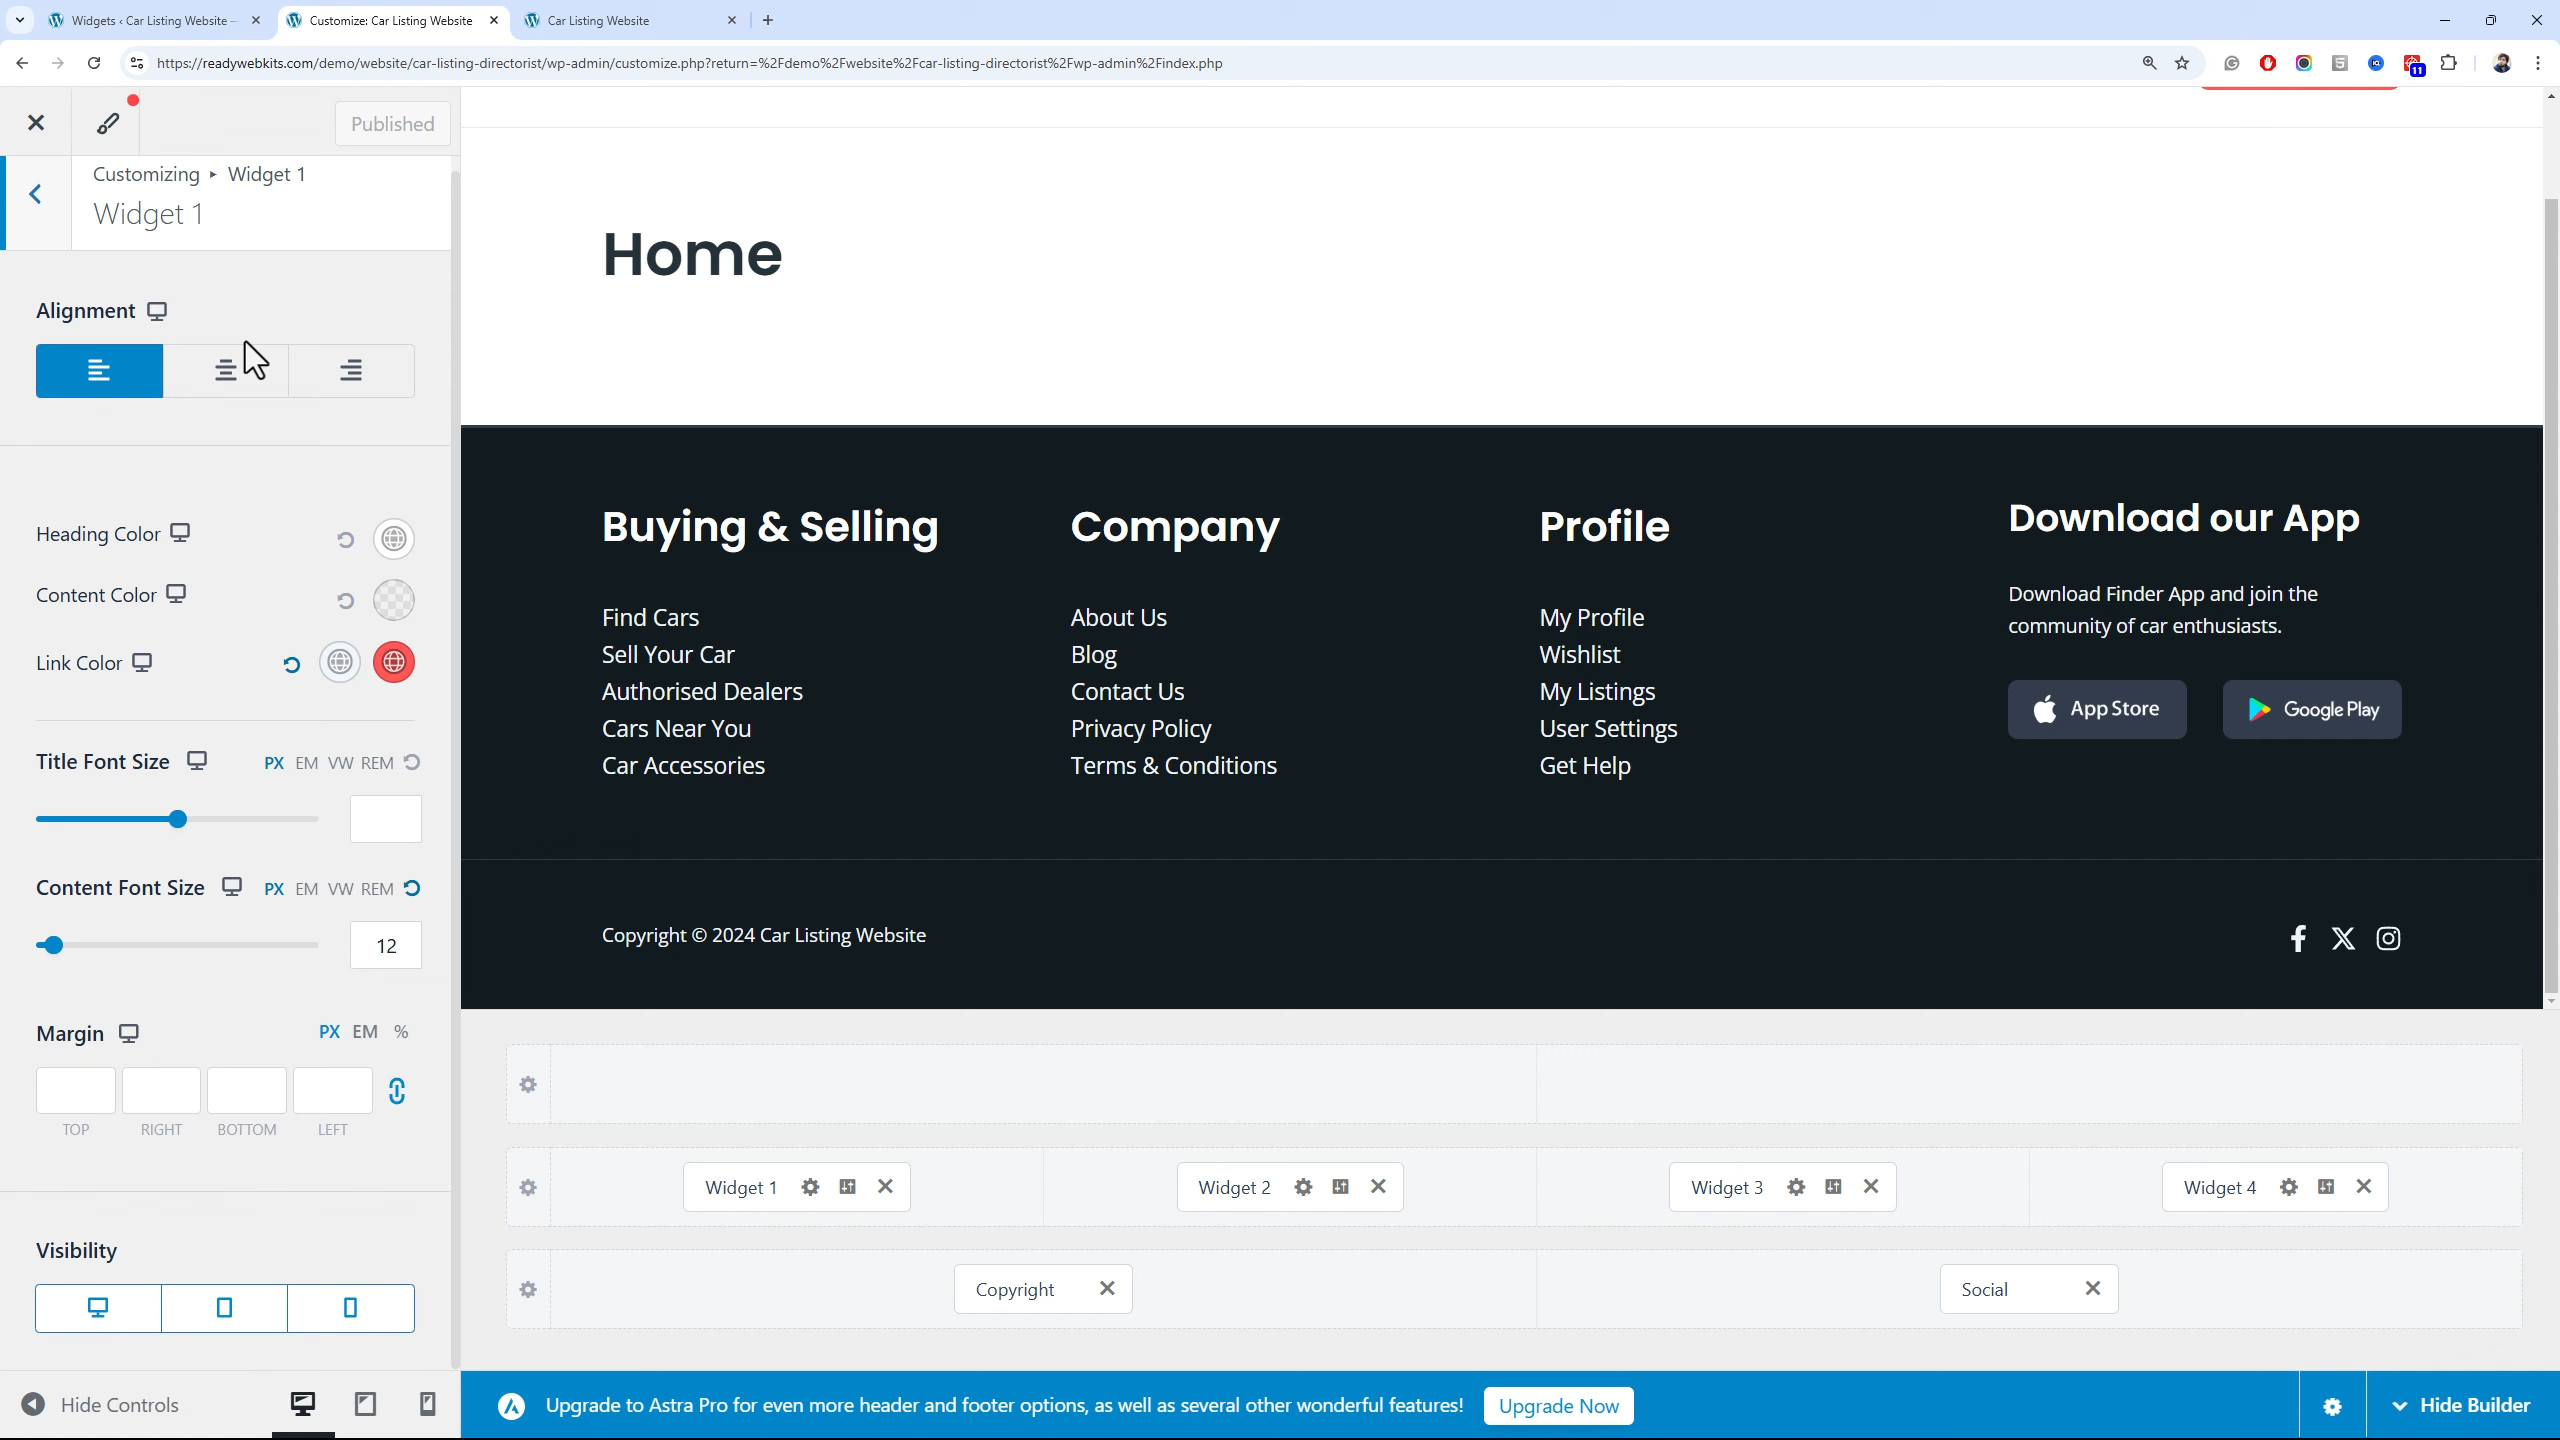 Widgets ‹ Car Listing Website —
Customize: Car Listing Website
Car Listing Website
https://readywebkits.com/demo/website/car-listing-directorist/wp-admin/customize.php?return=%2Fdemo%2Fwebsite%2Fcar-listing-directorist%2Fwp-admin%2Findex.php
11
Published
Customizing ▸ Widget 1
Widget 1
Alignment
Heading Color
Content Color
Link Color
Title Font Size PX EM VW REM
Content Font Size PX EM VW REM
12
Margin PX EM %
TOP RIGHT BOTTOM LEFT
Visibility
Hide Controls
Home
Buying & Selling
Find Cars
Sell Your Car
Authorised Dealers
Cars Near You
Car Accessories
Company
About Us
Blog
Contact Us
Privacy Policy
Terms & Conditions
Profile
My Profile
Wishlist
My Listings
User Settings
Get Help
Download our App
Download Finder App and join the
community of car enthusiasts.
App Store
Google Play
Copyright © 2024 Car Listing Website
Widget 1
Widget 2
Widget 3
Widget 4
Copyright
Social
Upgrade to Astra Pro for even more header and footer options, as well as several other wonderful features!
Upgrade Now
Hide Builder